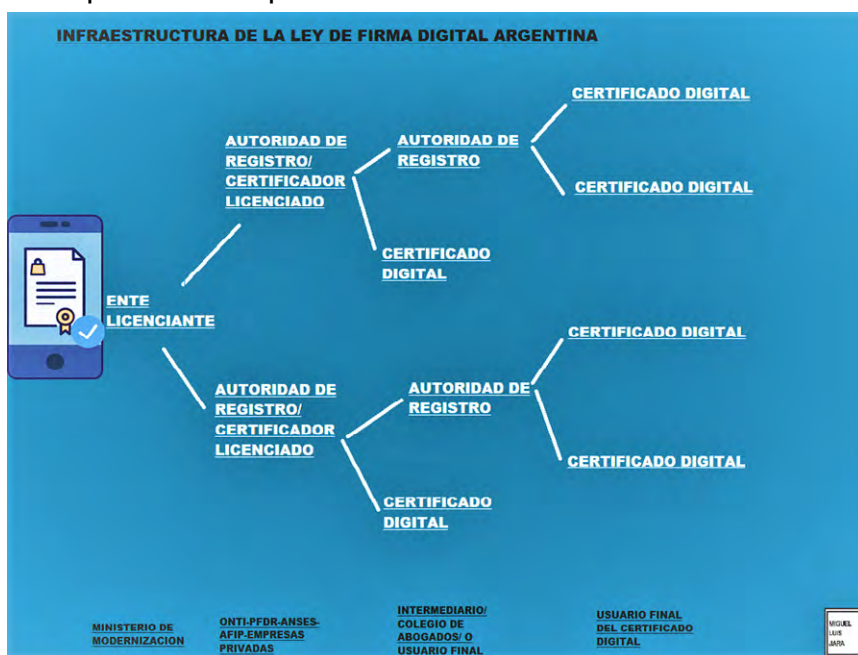 INFRAESTRUCTURA DE LA LEY DE FIRMA DIGITAL ARGENTINA
CERTIFICADO DIGITAL
AUTORIDAD DE
REGISTRO/
CERTIFICADOR
LICENCIADO
AUTORIDAD DE
REGISTRO
CERTIFICADO DIGITAL
CERTIFICADO
DIGITAL
ENTE
LICENCIANTE
CERTIFICADO DIGITAL
AUTORIDAD DE
REGISTRO/
CERTIFICADOR
LICENCIADO
AUTORIDAD DE
REGISTRO
CERTIFICADO DIGITAL
CERTIFICADO
DIGITAL
MINISTERIO DE
MODERNIZACION
ONTI-PFDR-ANSES-
AFIP-EMPRESAS
PRIVADAS
INTERMEDIARIO/
COLEGIO DE
ABOGADOS/ O
USUARIO FINAL
USUARIO FINAL
DEL CERTIFICADO
DIGITAL
MIGUEL
LUIS
JARA